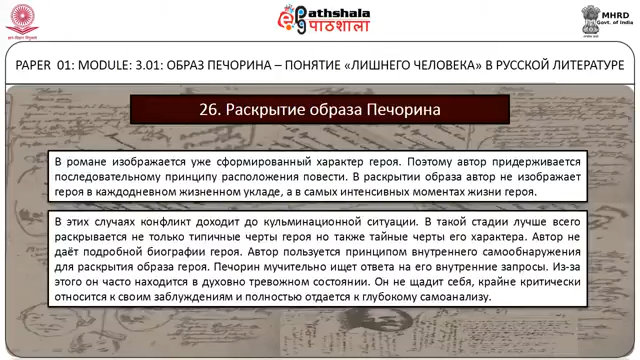 ePathshala
पाठशाला
MHRD
Govt. of India
PAPER 01: MODULE: 3.01: ОБРАЗ ПЕЧОРИНА – ПОНЯТИЕ «ЛИШНЕГО ЧЕЛОВЕКА» В РУССКОЙ ЛИТЕРАТУРЕ
26. Раскрытие образа Печорина
В романе изображается уже сформированный характер героя. Поэтому автор придерживается
последовательному принципу расположения повести. В раскрытии образа автор не изображает
героя в каждодневном жизненном укладе, а в самых интенсивных моментах жизни героя.
В этих случаях конфликт доходит до кульминационной ситуации. В такой стадии лучше всего
раскрывается не только типичные черты героя но также тайные черты его характера. Автор не
даёт подробной биографии героя. Автор пользуется принципом внутреннего самообнаружения
для раскрытия образа героя. Печорин мучительно ищет ответа на его внутренние запросы. Из-за
этого он часто находится в духовно тревожном состоянии. Он не щадит себя, крайне критически
относится к своим заблуждениям и полностью отдается к глубокому самоанализу.